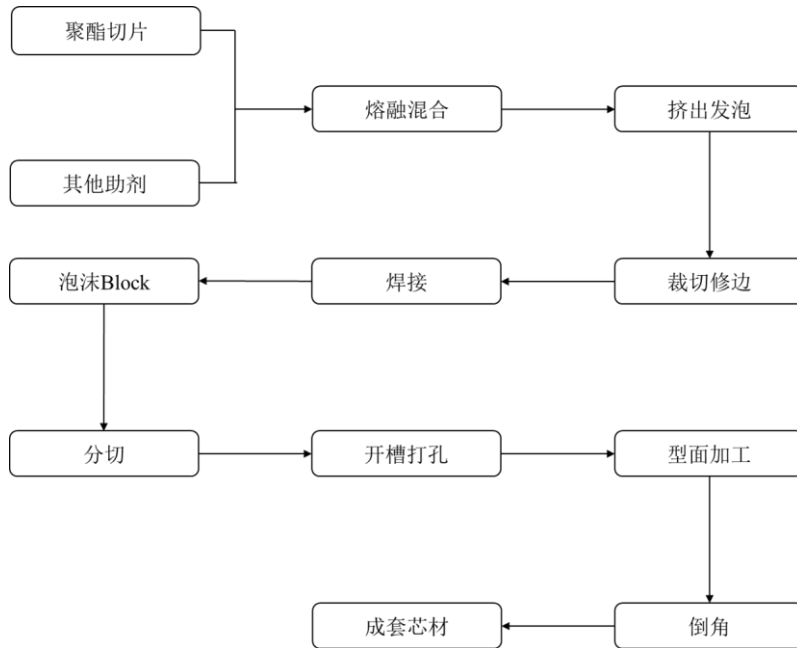 聚酯切片
其他助剂
熔融混合
挤出发泡
裁切修边
焊接
泡沫Block
分切
开槽打孔
型面加工
倒角
成套芯材